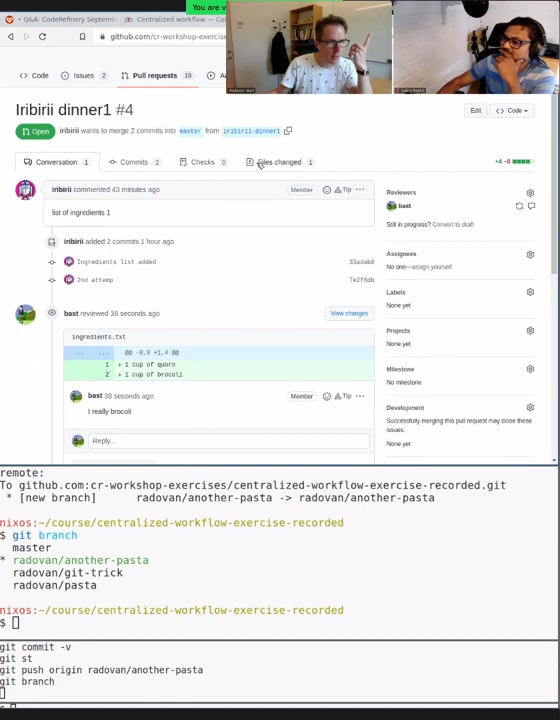 You are v
Q&A: CodeRefinery Septemb
Centralized workflow — Co
github.com/cr-workshop-exercise
Code
Issues 2
Pull requests 19
Iribirii dinner1 #4
Edit
Code
Open
iribirii wants to merge 2 commits into master from iribirii-dinner1
Conversation 1
Commits 2
Checks 0
Files changed 1
+4 −0
iribirii commented 43 minutes ago
Member
Tip
list of ingredients 1
iribirii added 2 commits 1 hour ago
Ingredients list added
33adab8
2nd attemp
7e2f6db
bast reviewed 38 seconds ago
View changes
ingredients.txt
... ... @@ -0,0 +1,4 @@
1 + 1 cup of quorn
2 + 1 cup of brocoli
bast 38 seconds ago
Member
Tip
I really brocoli
Reply...
Reviewers
bast
Still in progress? Convert to draft
Assignees
No one—assign yourself
Labels
None yet
Projects
None yet
Milestone
No milestone
Development
Successfully merging this pull request may close these
issues.
None yet
remote:
To github.com:cr-workshop-exercises/centralized-workflow-exercise-recorded.git
* [new branch] radovan/another-pasta -> radovan/another-pasta
nixos:~/course/centralized-workflow-exercise-recorded
$ git branch
master
* radovan/another-pasta
radovan/git-trick
radovan/pasta
nixos:~/course/centralized-workflow-exercise-recorded
$
git commit -v
git st
git push origin radovan/another-pasta
git branch